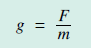 g = F/m